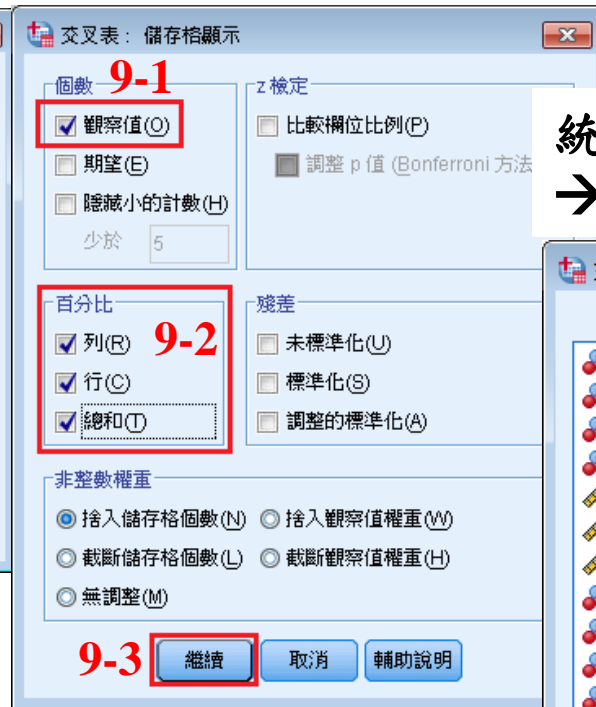 交叉表： 儲存格顯示
個數
9-1
觀察值(O)
期望(E)
隱藏小的計數(H)
少於 5
z 檢定
比較欄位比例(P)
調整 p 值 (Bonferroni 方法
統
→
百分比
9-2
列(R)
行(C)
總和(T)
殘差
未標準化(U)
標準化(S)
調整的標準化(A)
非整數權重
捨入儲存格個數(N) 捨入觀察值權重(W)
截斷儲存格個數(L) 截斷觀察值權重(H)
無調整(M)
9-3 繼續 取消 輔助說明